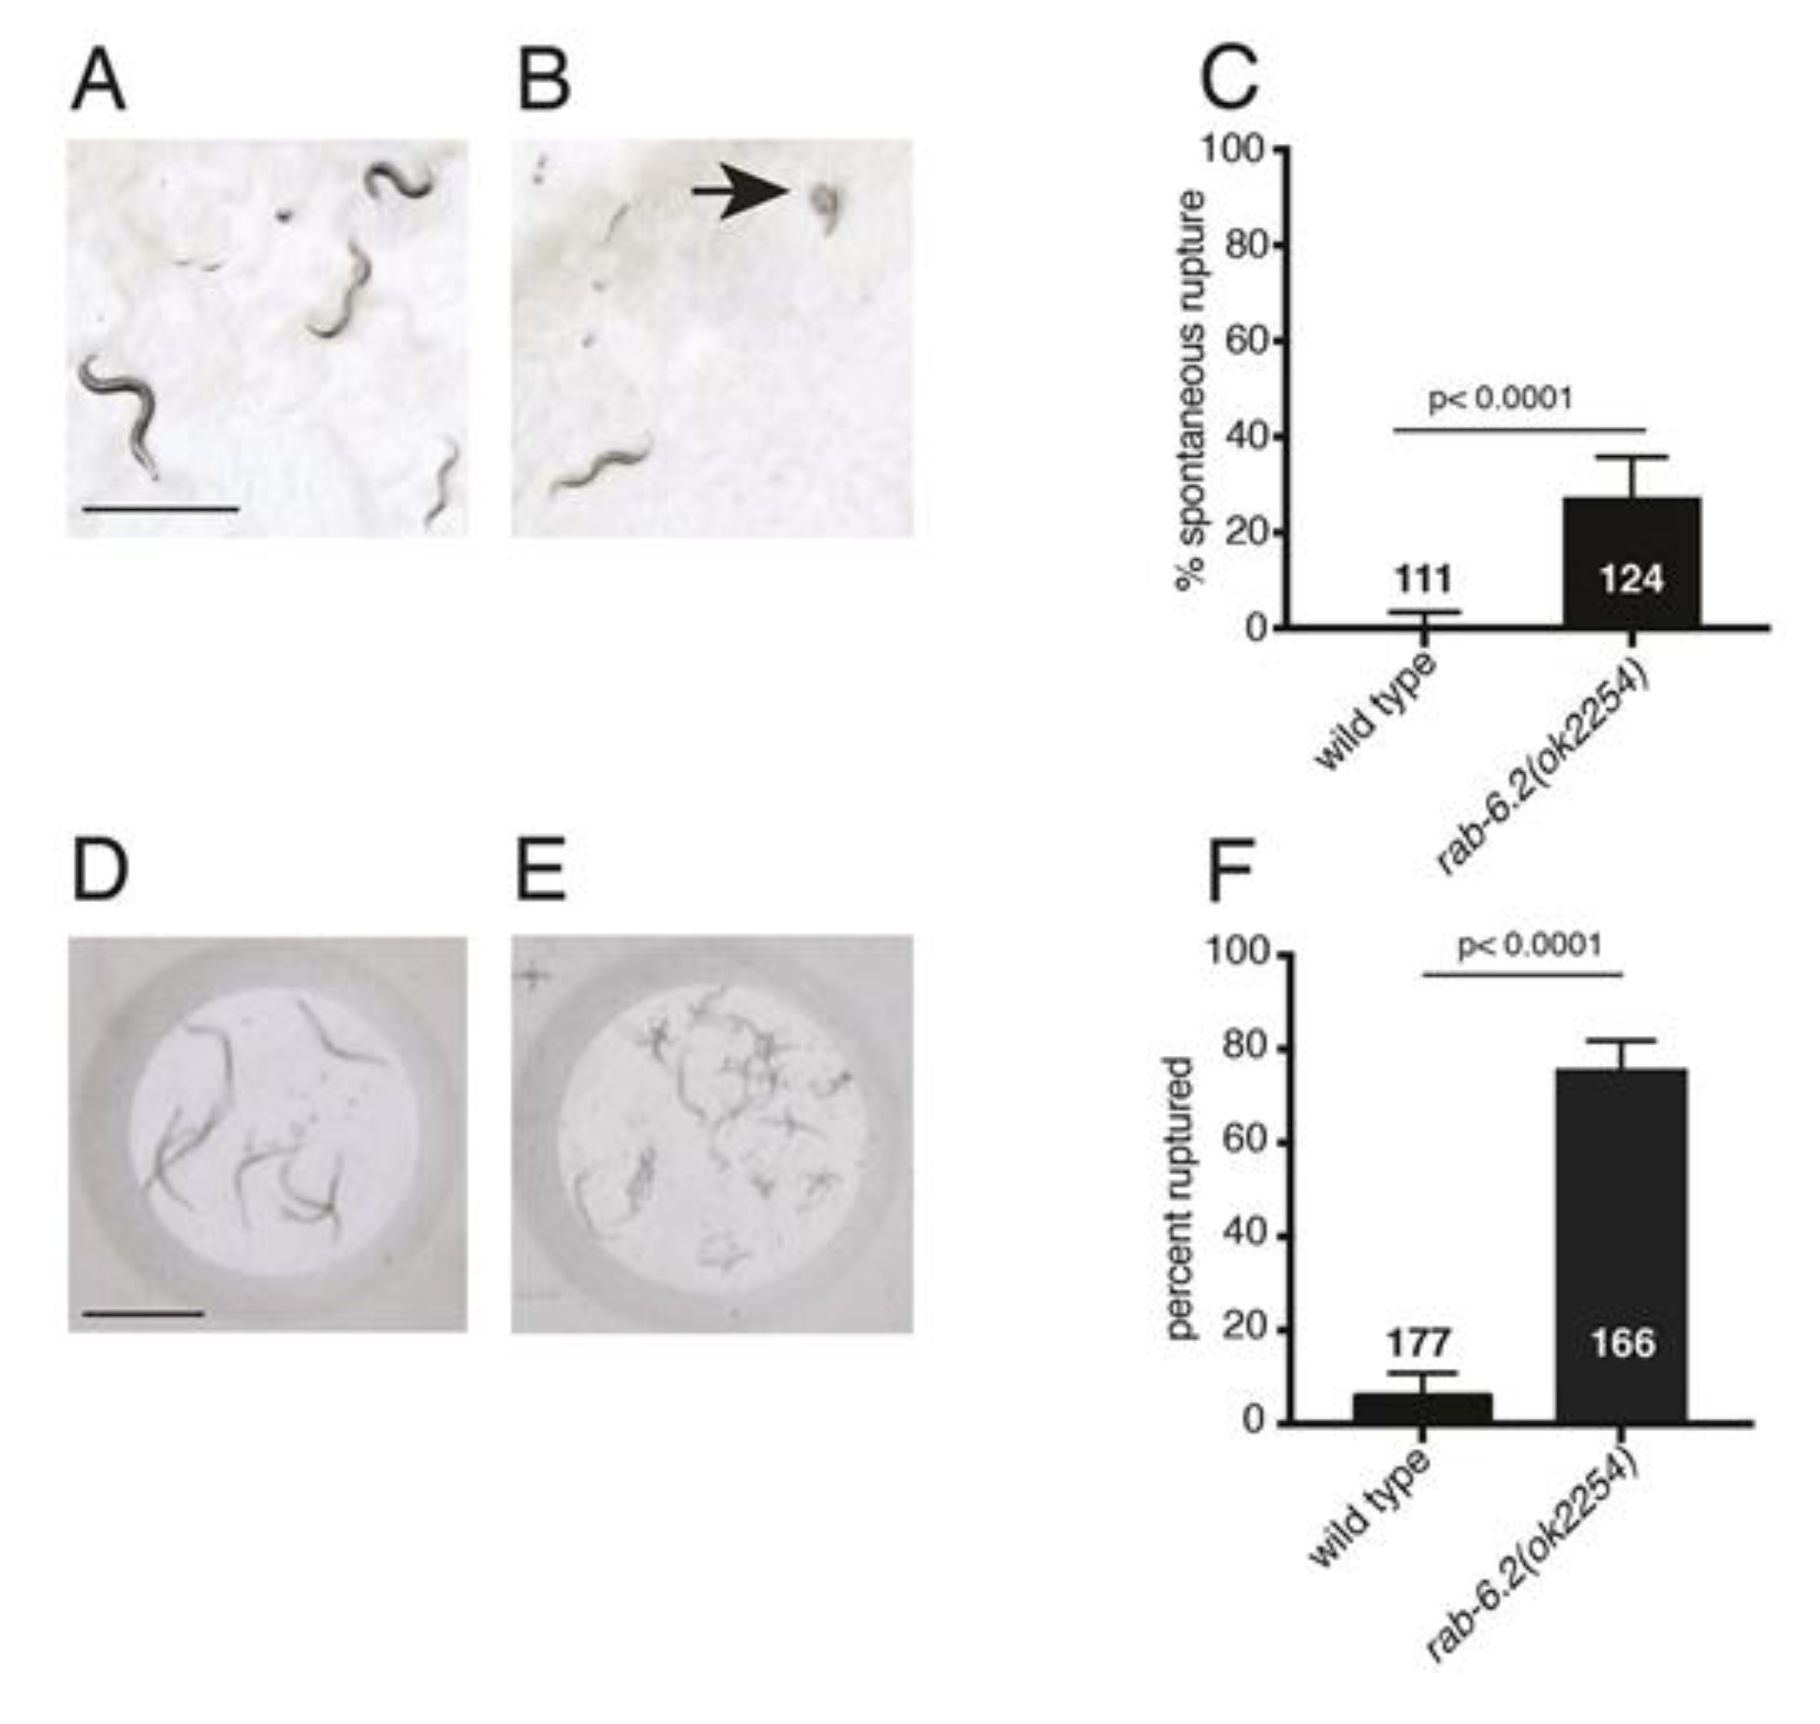 A
B
C
100
80
60
40
20
0
% spontaneous rupture
p< 0.0001
111
124
wild type
rab-6.2(ok2254)
D
E
F
100
80
60
40
20
0
percent ruptured
p< 0.0001
177
166
wild type
rab-6.2(ok2254)